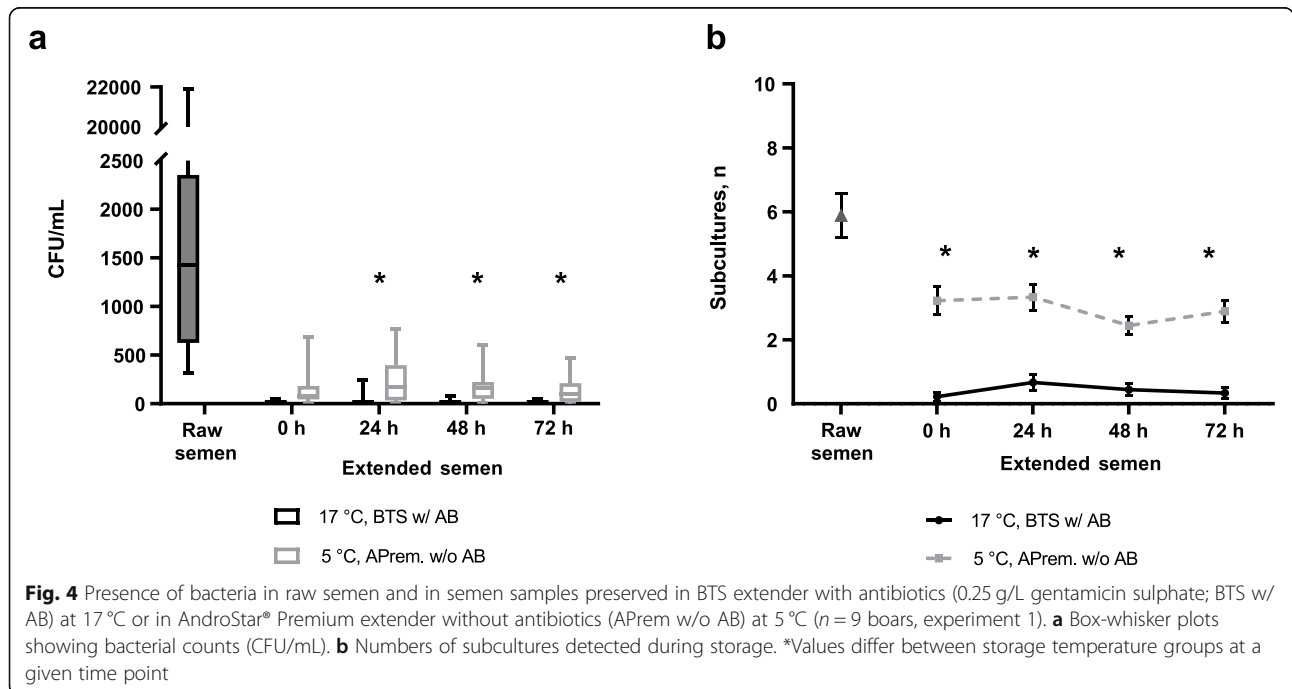 a
22000
20000
2500
2000
1500
1000
500
0
CFU/mL
* * *
Raw semen
0 h 24 h 48 h 72 h
Extended semen
17 °C, BTS w/ AB
5 °C, APrem. w/o AB
b
10
8
6
4
2
0
Subcultures, n
* * * *
Raw semen
0 h 24 h 48 h 72 h
Extended semen
17 °C, BTS w/ AB
5 °C, APrem. w/o AB
Fig. 4 Presence of bacteria in raw semen and in semen samples preserved in BTS extender with antibiotics (0.25 g/L gentamicin sulphate; BTS w/
AB) at 17 °C or in AndroStar® Premium extender without antibiotics (APrem w/o AB) at 5 °C (n = 9 boars, experiment 1). a Box-whisker plots
showing bacterial counts (CFU/mL). b Numbers of subcultures detected during storage. *Values differ between storage temperature groups at a
given time point